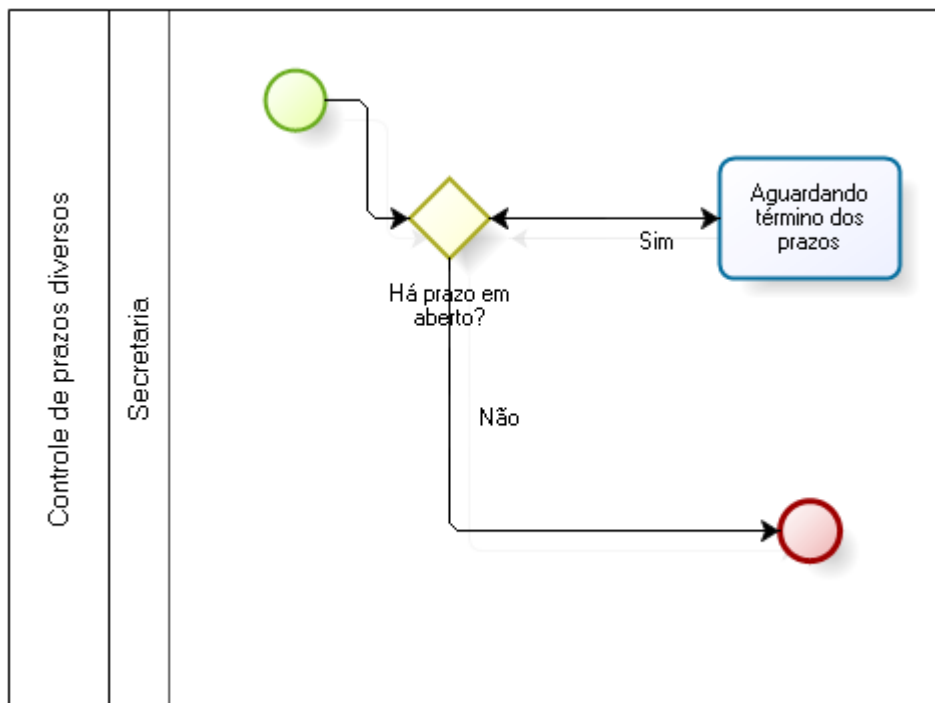 Controle de prazos diversos
Secretaria
Aguardando
término dos
prazos
Sim
Há prazo em
aberto?
Não